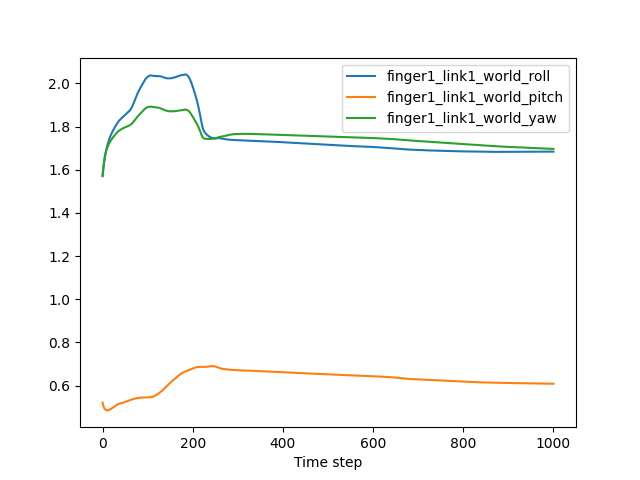 finger1_link1_world_roll
finger1_link1_world_pitch
finger1_link1_world_yaw
2.0
1.8
1.6
1.4
1.2
1.0
0.8
0.6
0 200 400 600 800 1000
Time step